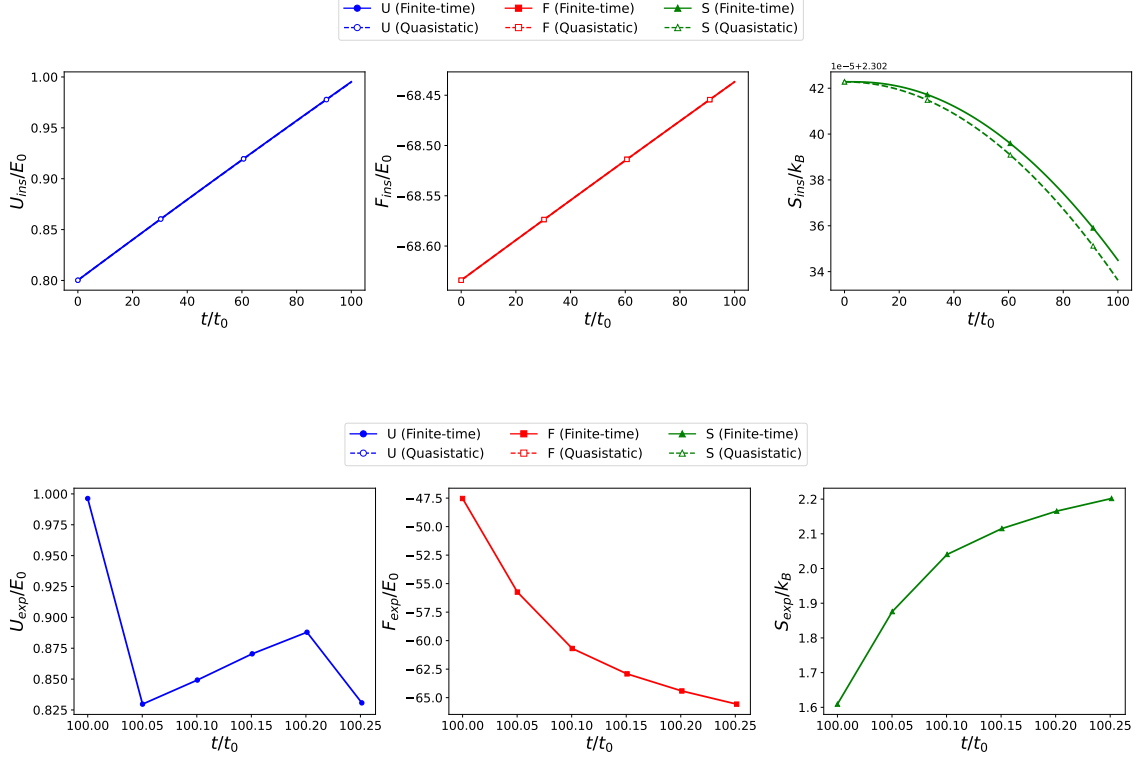 U (Finite-time) F (Finite-time) S (Finite-time)
U (Quasistatic) F (Quasistatic) S (Quasistatic)
1.00
0.95
0.90
0.85
0.80
U_ins/E_0
0 20 40 60 80 100
t/t_0
−68.45
−68.50
−68.55
−68.60
F_ins/E_0
0 20 40 60 80 100
t/t_0
1e−5+2.302
42
40
38
36
34
S_ins/k_B
0 20 40 60 80 100
t/t_0
U (Finite-time) F (Finite-time) S (Finite-time)
U (Quasistatic) F (Quasistatic) S (Quasistatic)
1.000
0.975
0.950
0.925
0.900
0.875
0.850
0.825
U_exp/E_0
100.00 100.05 100.10 100.15 100.20 100.25
t/t_0
−47.5
−50.0
−52.5
−55.0
−57.5
−60.0
−62.5
−65.0
F_exp/E_0
100.00 100.05 100.10 100.15 100.20 100.25
t/t_0
2.2
2.1
2.0
1.9
1.8
1.7
1.6
S_exp/k_B
100.00 100.05 100.10 100.15 100.20 100.25
t/t_0